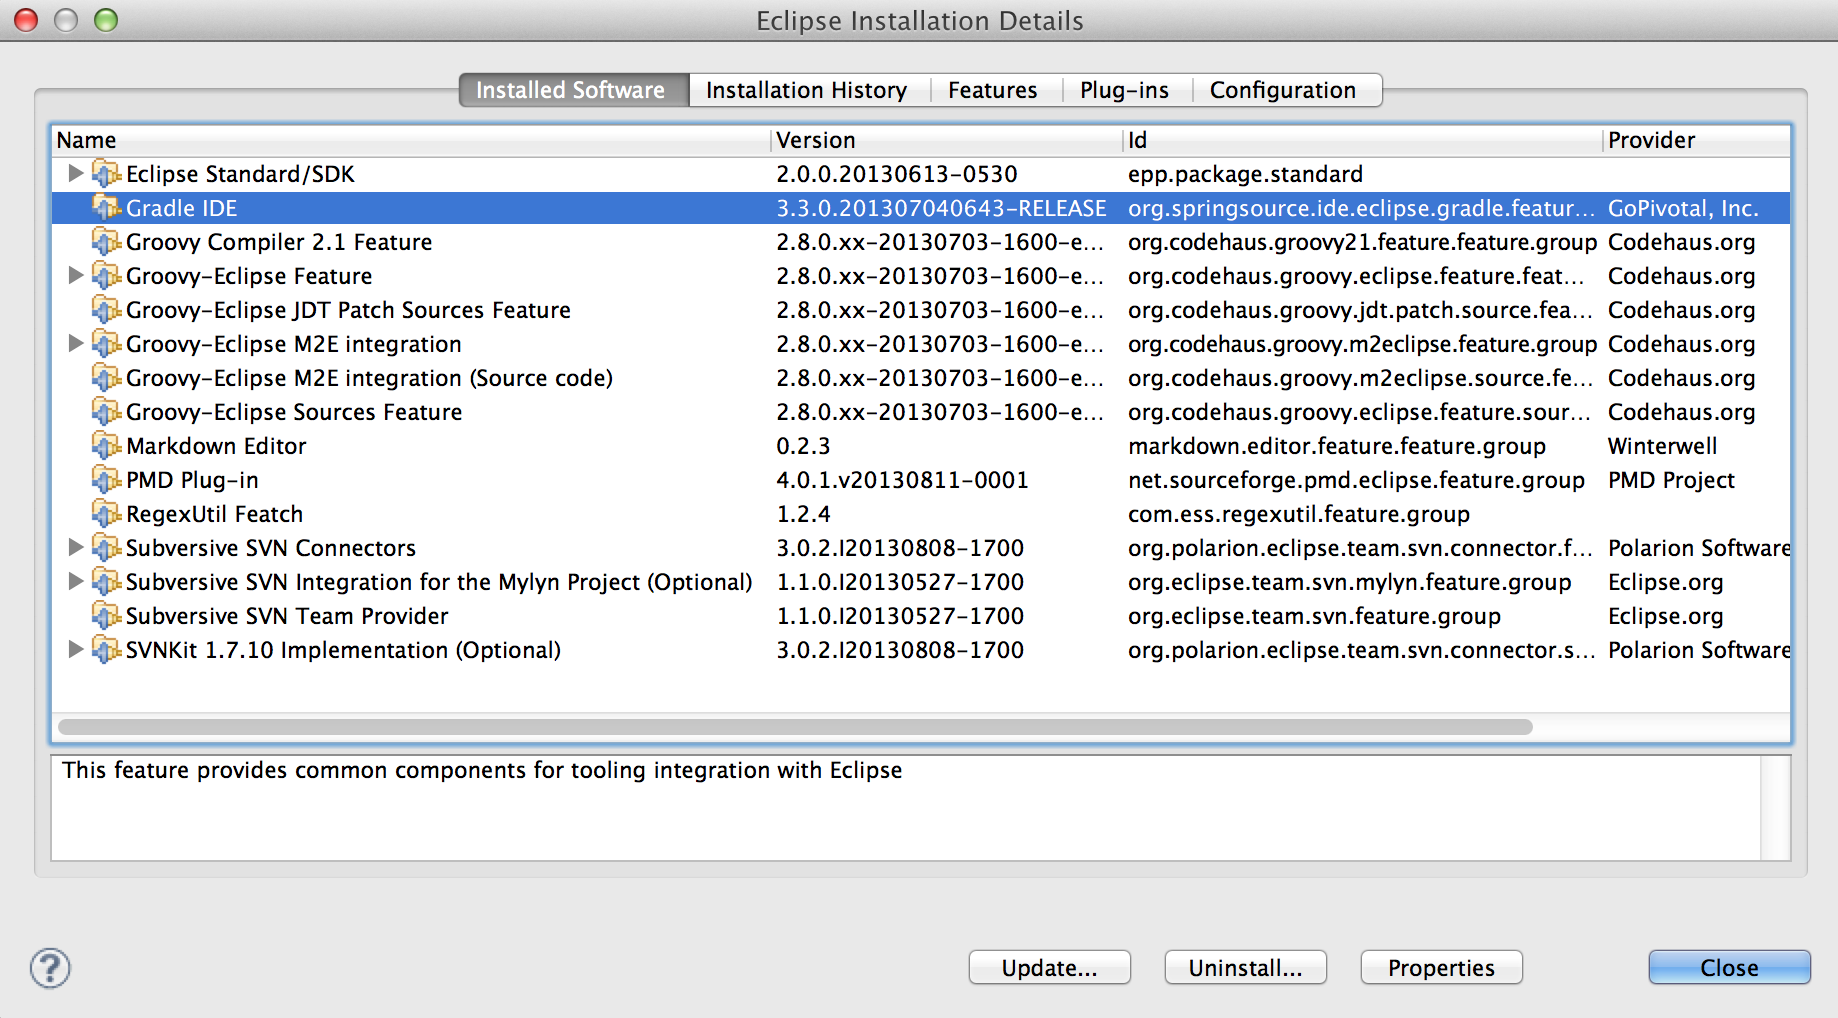 Eclipse Installation Details
Installed Software Installation History Features Plug-ins Configuration
Name Version Id Provider
Eclipse Standard/SDK 2.0.0.20130613-0530 epp.package.standard
Gradle IDE 3.3.0.201307040643-RELEASE org.springsource.ide.eclipse.gradle.featur... GoPivotal, Inc.
Groovy Compiler 2.1 Feature 2.8.0.xx-20130703-1600-e... org.codehaus.groovy21.feature.feature.group Codehaus.org
Groovy-Eclipse Feature 2.8.0.xx-20130703-1600-e... org.codehaus.groovy.eclipse.feature.feat... Codehaus.org
Groovy-Eclipse JDT Patch Sources Feature 2.8.0.xx-20130703-1600-e... org.codehaus.groovy.jdt.patch.source.fea... Codehaus.org
Groovy-Eclipse M2E integration 2.8.0.xx-20130703-1600-e... org.codehaus.groovy.m2eclipse.feature.group Codehaus.org
Groovy-Eclipse M2E integration (Source code) 2.8.0.xx-20130703-1600-e... org.codehaus.groovy.m2eclipse.source.fe... Codehaus.org
Groovy-Eclipse Sources Feature 2.8.0.xx-20130703-1600-e... org.codehaus.groovy.eclipse.feature.sour... Codehaus.org
Markdown Editor 0.2.3 markdown.editor.feature.feature.group Winterwell
PMD Plug-in 4.0.1.v20130811-0001 net.sourceforge.pmd.eclipse.feature.group PMD Project
RegexUtil Featch 1.2.4 com.ess.regexutil.feature.group
Subversive SVN Connectors 3.0.2.I20130808-1700 org.polarion.eclipse.team.svn.connector.f... Polarion Software
Subversive SVN Integration for the Mylyn Project (Optional) 1.1.0.I20130527-1700 org.eclipse.team.svn.mylyn.feature.group Eclipse.org
Subversive SVN Team Provider 1.1.0.I20130527-1700 org.eclipse.team.svn.feature.group Eclipse.org
SVNKit 1.7.10 Implementation (Optional) 3.0.2.I20130808-1700 org.polarion.eclipse.team.svn.connector.s... Polarion Software
This feature provides common components for tooling integration with Eclipse
? Update... Uninstall... Properties Close